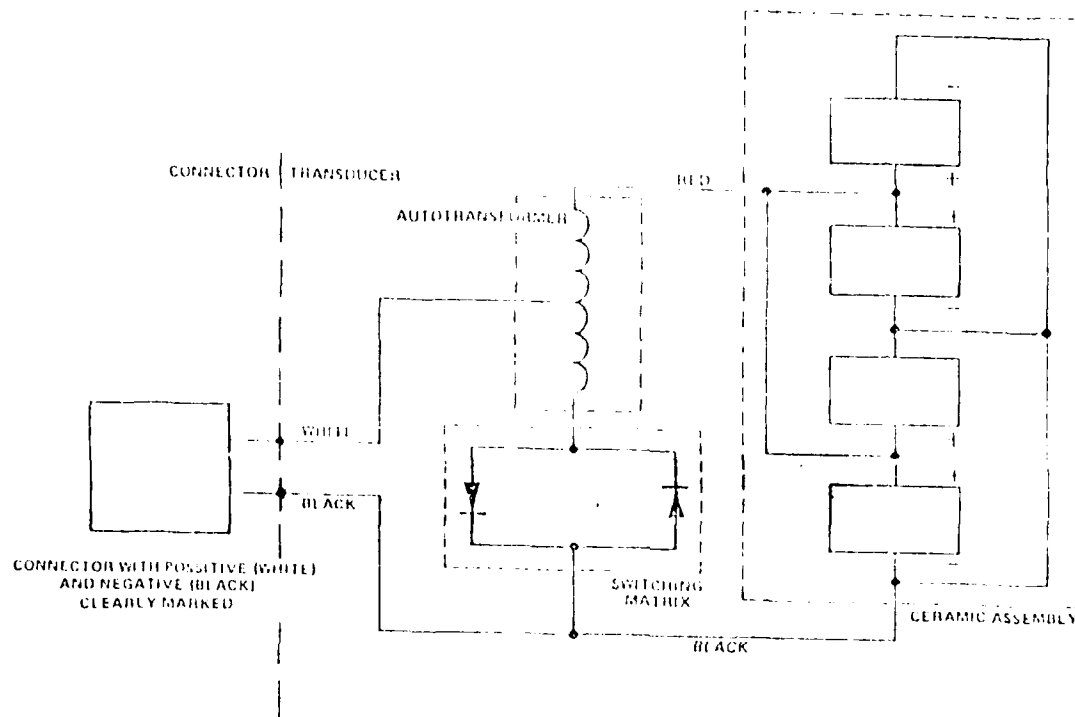 CONNECTOR TRANSDUCER
RED
AUTOTRANSFORMER
WHITE
BLACK
CONNECTOR WITH POSSITIVE (WHITE)
AND NEGATIVE (BLACK)
CLEARLY MARKED
SWITCHING
MATRIX
CERAMIC ASSEMBLY
BLACK